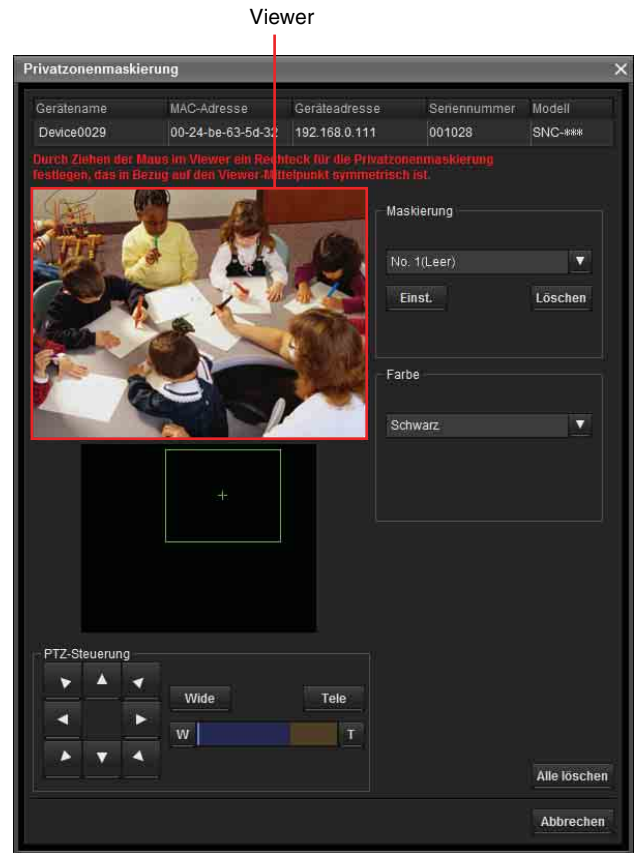 Viewer
Privatzonenmaskierung
Gerätename MAC-Adresse Geräteadresse Seriennummer Modell
Device0029 00-24-be-63-5d-32 192.168.0.111 001028 SNC-***
Durch Ziehen der Maus im Viewer ein Rechteck für die Privatzonenmaskierung
festlegen, das in Bezug auf den Viewer-Mittelpunkt symmetrisch ist.
Maskierung
No. 1(Leer)
Einst. Löschen
Farbe
Schwarz
PTZ-Steuerung
Wide Tele
W T
Alle löschen
Abbrechen